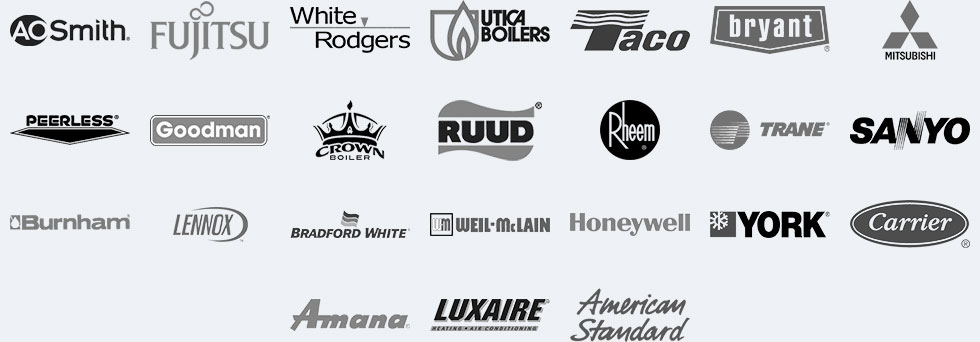 AO Smith®
FUJITSU
White
Rodgers
UTICA
BOILERS
Taco
bryant
®
MITSUBISHI
PEERLESS®
Goodman®
CROWN
BOILER
RUUD®
Rheem
TRANE®
SANYO
Burnham®
LENNOX
BRADFORD WHITE®
WM WEIL-McLAIN
Honeywell
YORK®
Carrier
®
Amana®
LUXAIRE®
HEATING • AIR CONDITIONING
American
Standard